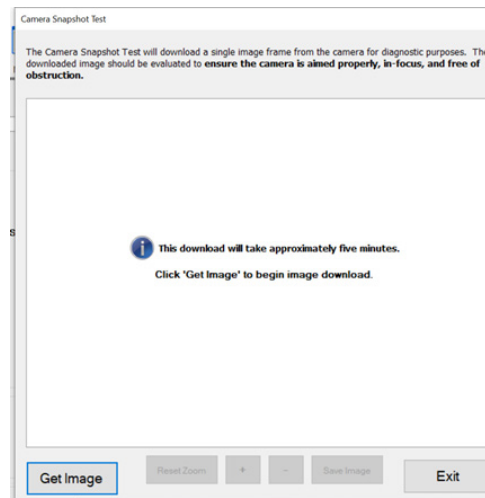 Camera Snapshot Test
The Camera Snapshot Test will download a single image frame from the camera for diagnostic purposes. The
downloaded image should be evaluated to ensure the camera is aimed properly, in-focus, and free of
obstruction.
This download will take approximately five minutes.
Click 'Get Image' to begin image download.
Get Image
Reset Zoom
+
-
Save Image
Exit